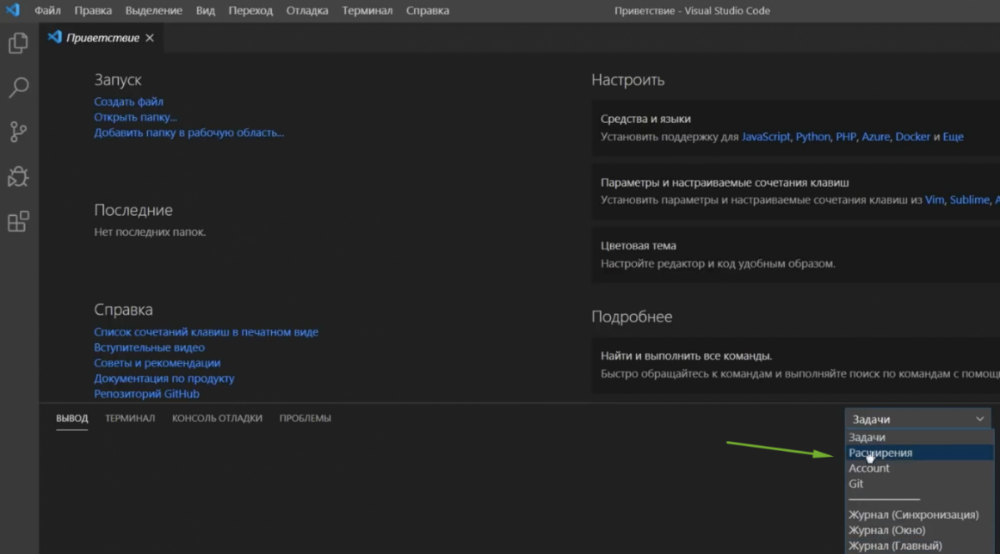 Файл Правка Выделение Вид Переход Отладка Терминал Справка
Приветствие - Visual Studio Code
Приветствие
Запуск
Создать файл
Открыть папку...
Добавить папку в рабочую область...
Последние
Нет последних папок.
Справка
Список сочетаний клавиш в печатном виде
Вступительные видео
Советы и рекомендации
Документация по продукту
Репозиторий GitHub
Настроить
Средства и языки
Установить поддержку для JavaScript, Python, PHP, Azure, Docker и Еще
Параметры и настраиваемые сочетания клавиш
Установить параметры и настраиваемые сочетания клавиш из Vim, Sublime, A
Цветовая тема
Настройте редактор и код удобным образом.
Подробнее
Найти и выполнить все команды.
Быстро обращайтесь к командам и выполняйте поиск по командам с помощ
ВЫВОД ТЕРМИНАЛ КОНСОЛЬ ОТЛАДКИ ПРОБЛЕМЫ
Задачи
Задачи
Расширения
Account
Git
Журнал (Синхронизация)
Журнал (Окно)
Журнал (Главный)